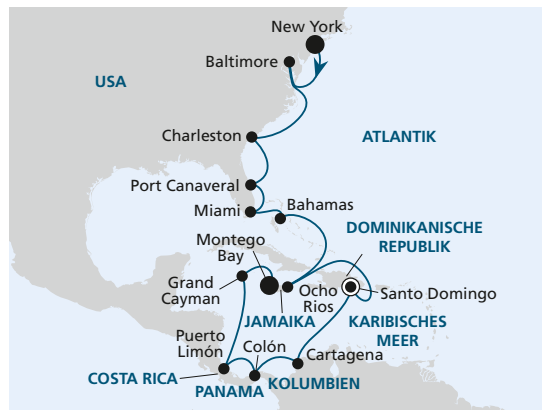 New York
Baltimore
USA
Charleston
ATLANTIK
Port Canaveral
Miami
Bahamas
DOMINIKANISCHE
REPUBLIK
Montego
Bay
Grand
Cayman
Ocho
Rios
Santo Domingo
JAMAIKA
KARIBISCHES
MEER
Puerto
Limón
Colón
Cartagena
COSTA RICA
PANAMA
KOLUMBIEN